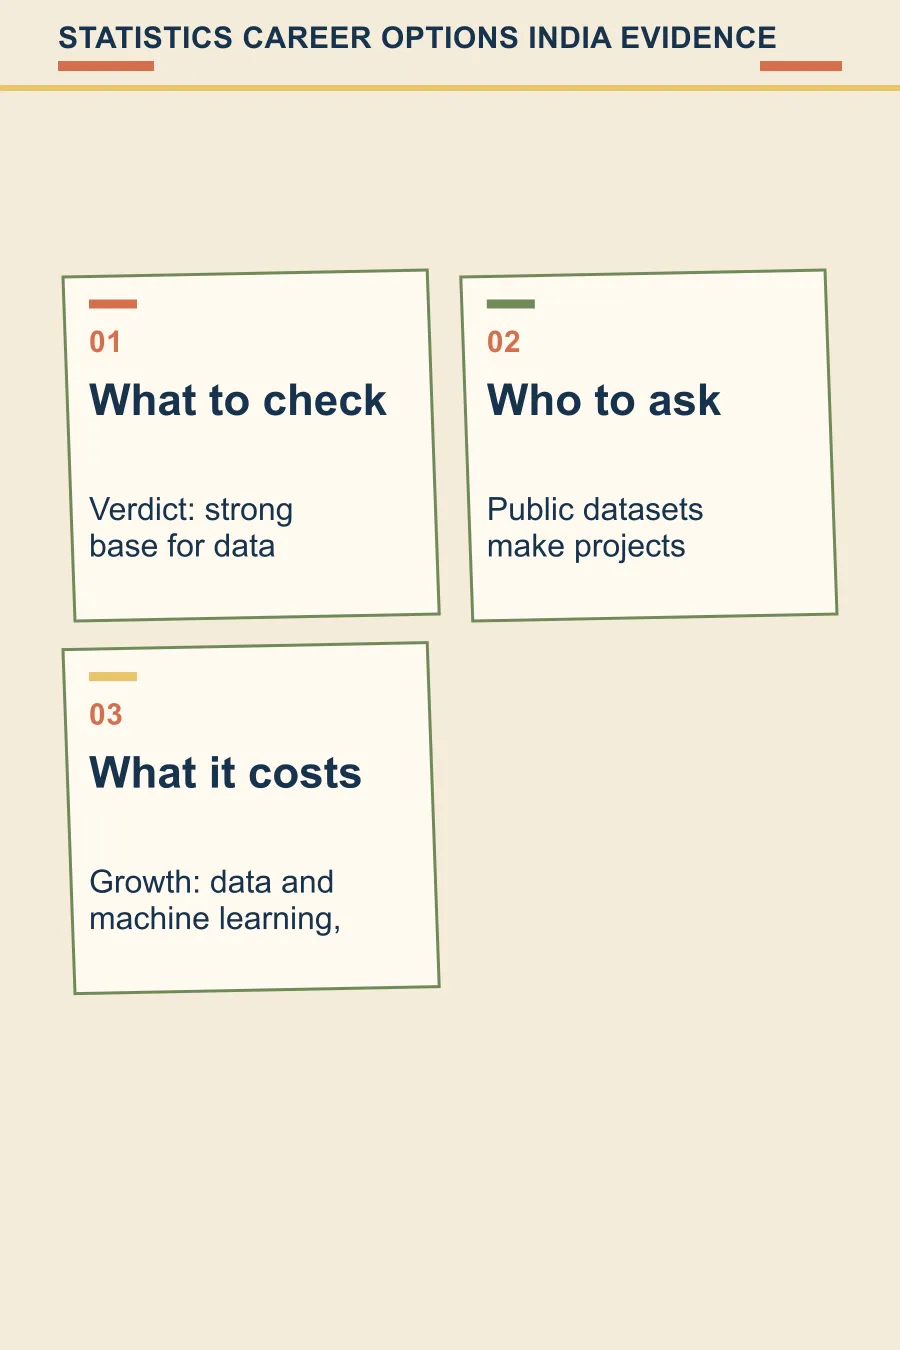 STATISTICS CAREER OPTIONS INDIA EVIDENCE
01
What to check
Verdict: strong
base for data
02
Who to ask
Public datasets
make projects
03
What it costs
Growth: data and
machine learning,